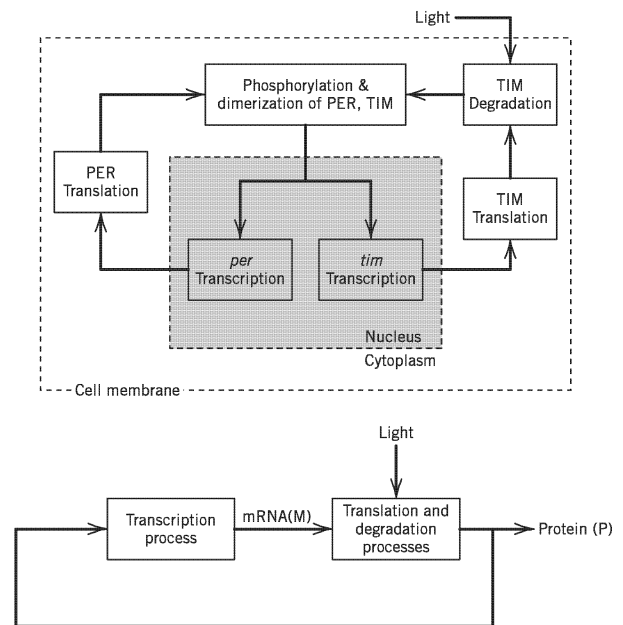 Light
Phosphorylation &
dimerization of PER, TIM
TIM
Degradation
PER
Translation
TIM
Translation
per
Transcription
tim
Transcription
Nucleus
Cytoplasm
Cell membrane
Light
Transcription
process
mRNA(M)
Translation and
degradation
processes
Protein (P)